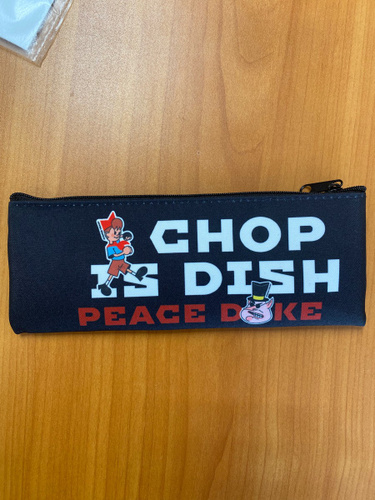 CHOP
IS DISH
PEACE DUKE